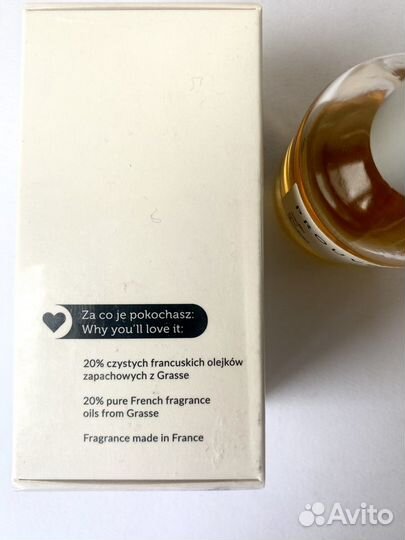 Za co je pokochasz:
Why you'll love it:
20% czystych francuskich olejków
zapachowych z Grasse
20% pure French fragrance
oils from Grasse
Fragrance made in France
PROUV
Avito